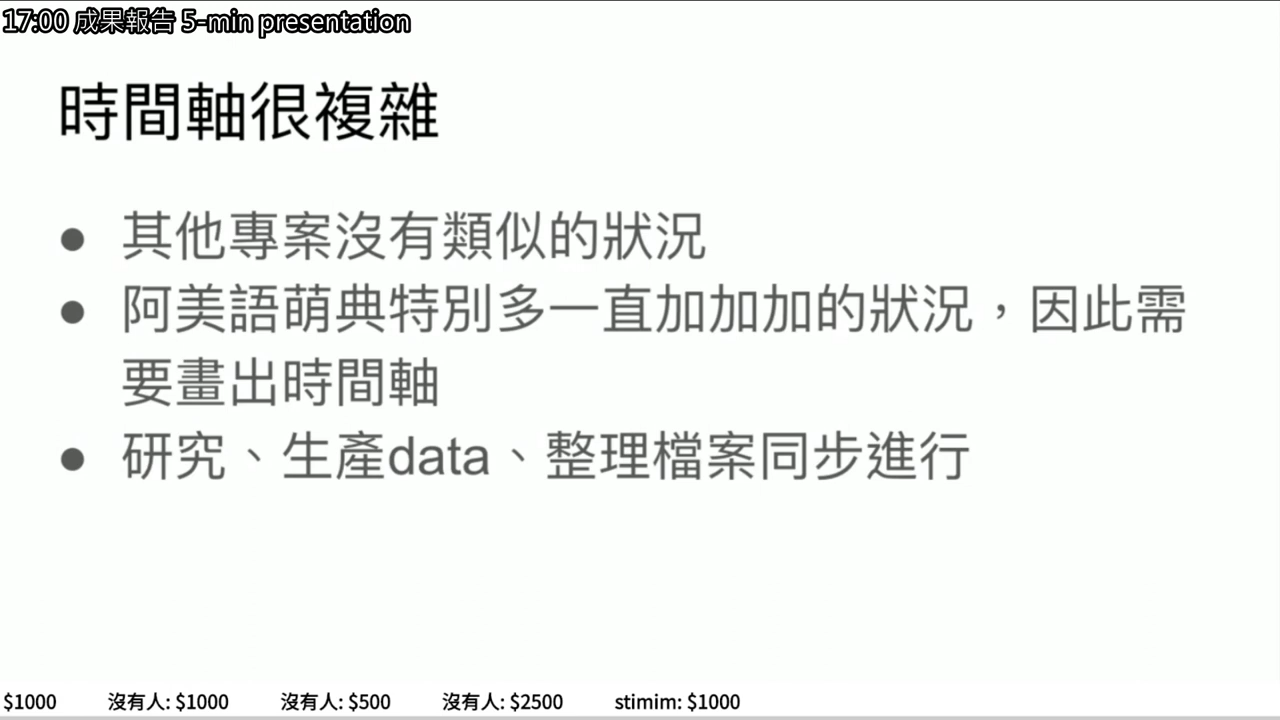 17:00 成果報告 5-min presentation
時間軸很複雜
● 其他專案沒有類似的狀況
● 阿美語萌典特別多一直加加加的狀況，因此需
要畫出時間軸
● 研究、生產data、整理檔案同步進行
$1000 沒有人: $1000 沒有人: $500 沒有人: $2500 stimim: $1000